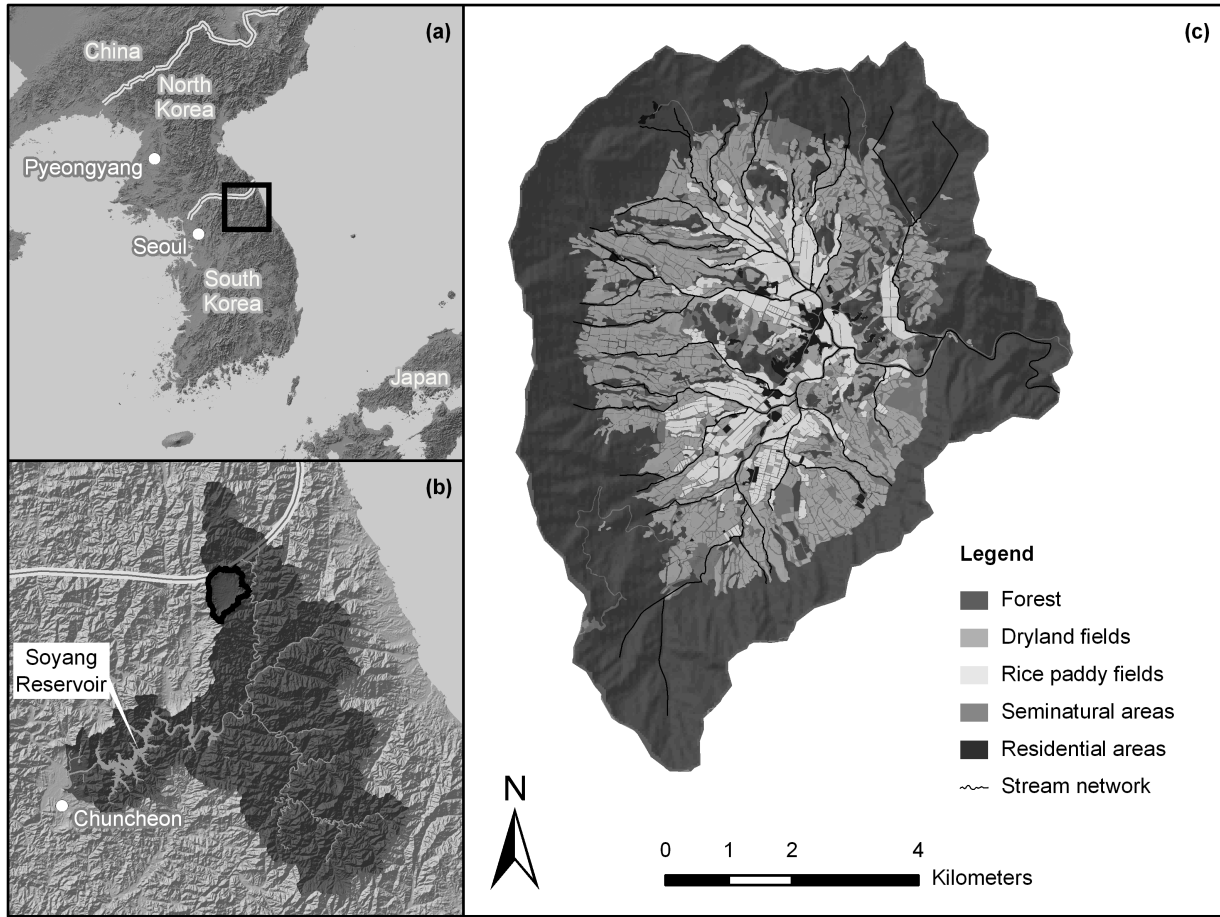 (a)
China
North
Korea
Pyeongyang
Seoul
South
Korea
Japan
(b)
Soyang
Reservoir
Chuncheon
(c)
Legend
Forest
Dryland fields
Rice paddy fields
Seminatural areas
Residential areas
Stream network
N
0 1 2 4
Kilometers